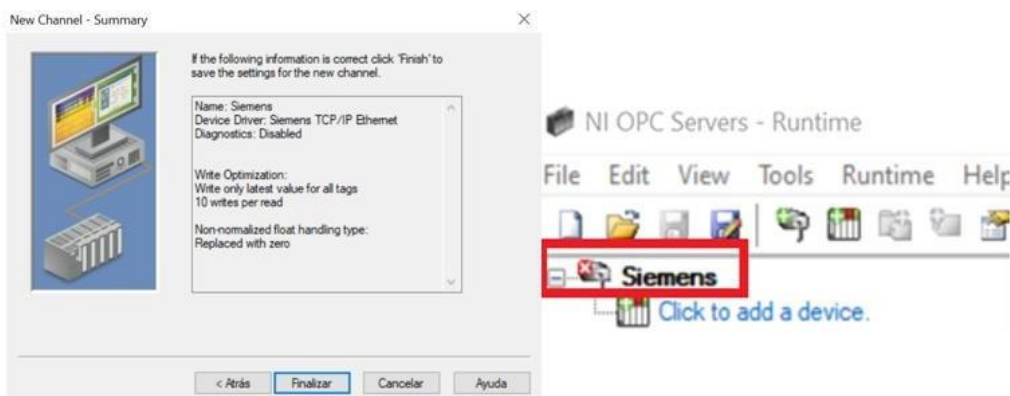 New Channel - Summary
If the following information is correct click 'Finish' to
save the settings for the new channel.
Name: Siemens
Device Driver: Siemens TCP/IP Ethernet
Diagnostics: Disabled
Write Optimization:
Write only latest value for all tags
10 writes per read
Non-normalized float handling type:
Replaced with zero
< Atrás Finalizar Cancelar Ayuda
NI OPC Servers - Runtime
File Edit View Tools Runtime Help
Siemens
Click to add a device.